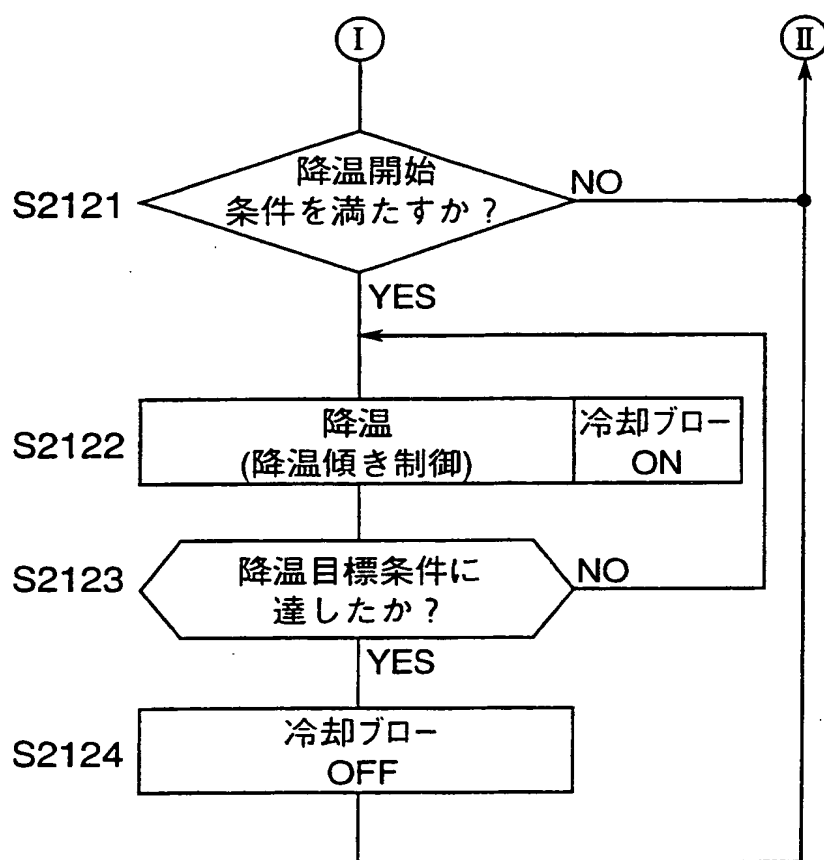 Ⅰ
Ⅱ
S2121
降温開始
条件を満たすか?
NO
YES
S2122
降温
(降温傾き制御)
冷却ブロー
ON
S2123
降温目標条件に
達したか?
NO
YES
S2124
冷却ブロー
OFF